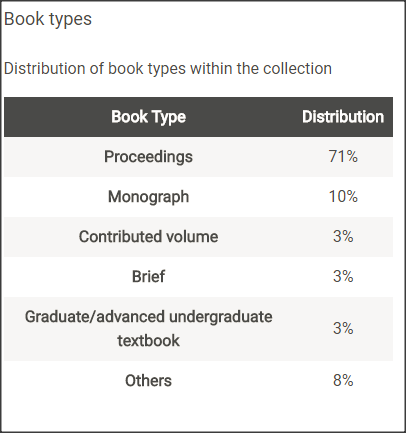 Book types
Distribution of book types within the collection
Book Type Distribution
Proceedings 71%
Monograph 10%
Contributed volume 3%
Brief 3%
Graduate/advanced undergraduate
textbook 3%
Others 8%